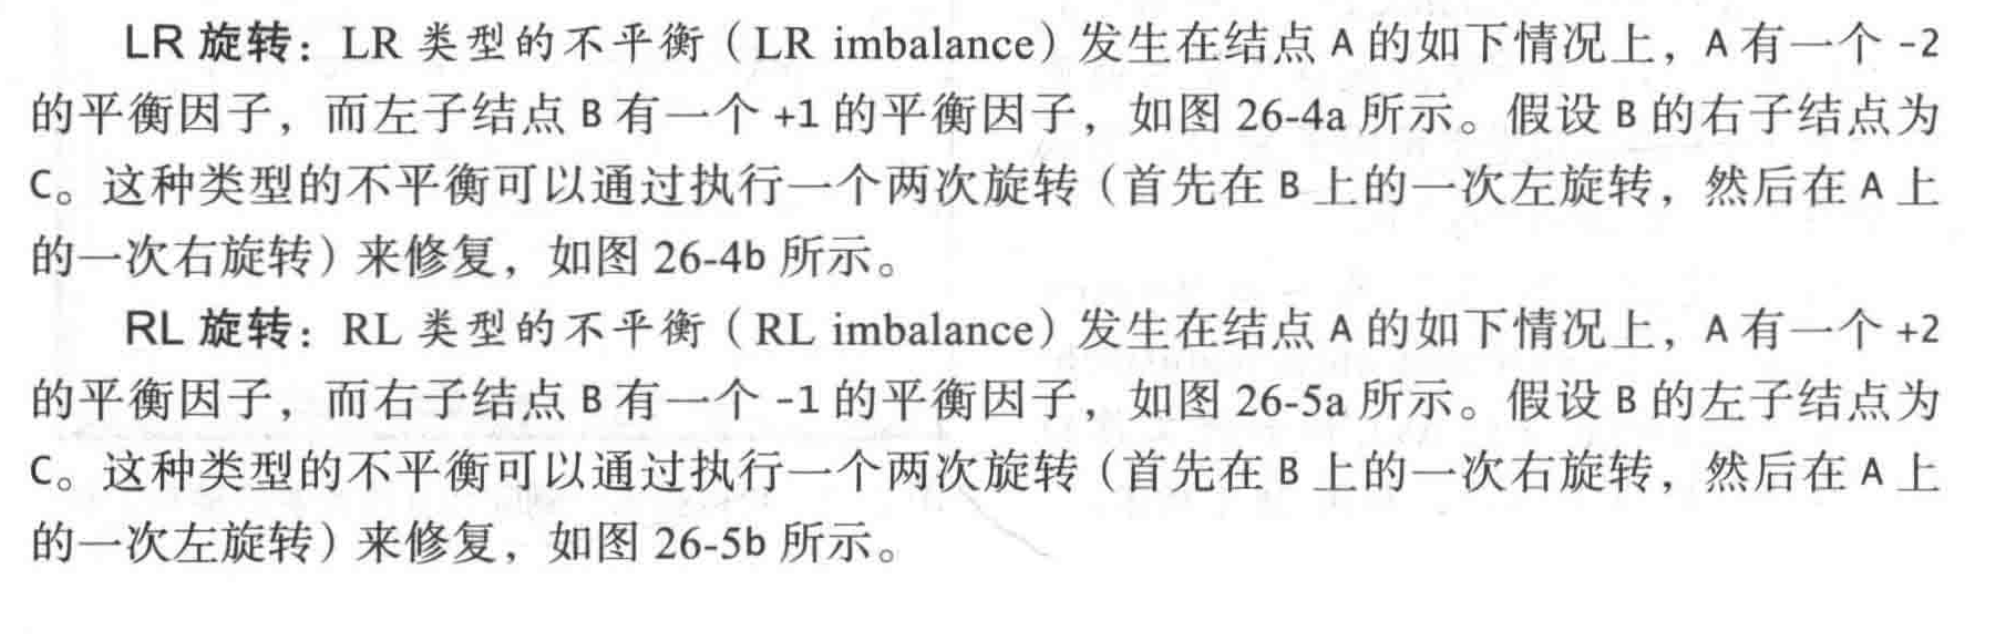 LR 旋转：LR 类型的不平衡（LR imbalance）发生在结点 A 的如下情况上，A 有一个 -2
的平衡因子，而左子结点 B 有一个 +1 的平衡因子，如图 26-4a 所示。假设 B 的右子结点为
C。这种类型的不平衡可以通过执行一个两次旋转（首先在 B 上的一次左旋转，然后在 A 上
的一次右旋转）来修复，如图 26-4b 所示。
RL 旋转：RL 类型的不平衡（RL imbalance）发生在结点 A 的如下情况上，A 有一个 +2
的平衡因子，而右子结点 B 有一个 -1 的平衡因子，如图 26-5a 所示。假设 B 的左子结点为
C。这种类型的不平衡可以通过执行一个两次旋转（首先在 B 上的一次右旋转，然后在 A 上
的一次左旋转）来修复，如图 26-5b 所示。